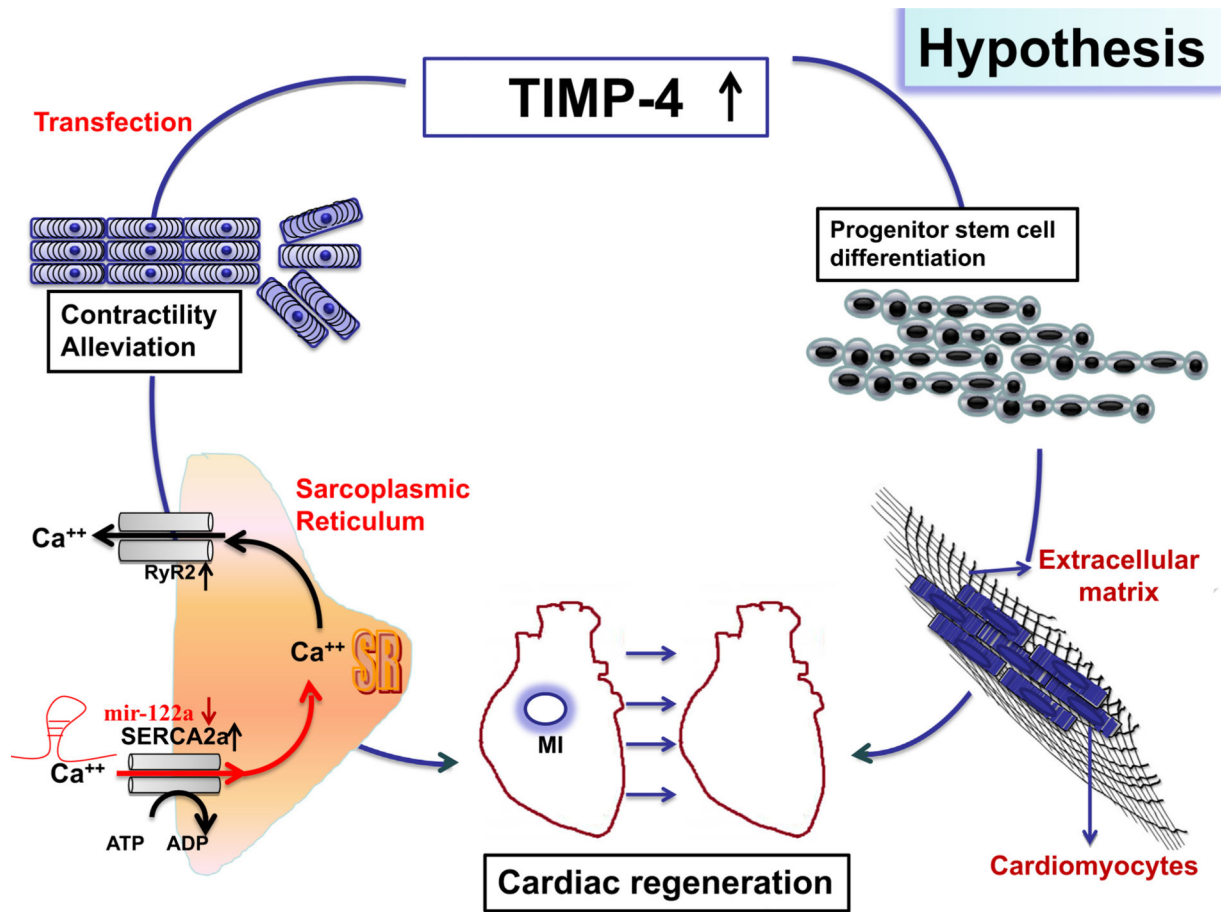 Hypothesis
TIMP-4 ↑
Transfection
Progenitor stem cell
differentiation
Contractility
Alleviation
Sarcoplasmic
Reticulum
Ca⁺⁺
RyR2↑
Extracellular
matrix
Ca⁺⁺
SR
mir-122a↓
SERCA2a↑
Ca⁺⁺
ATP ADP
MI
Cardiomyocytes
Cardiac regeneration